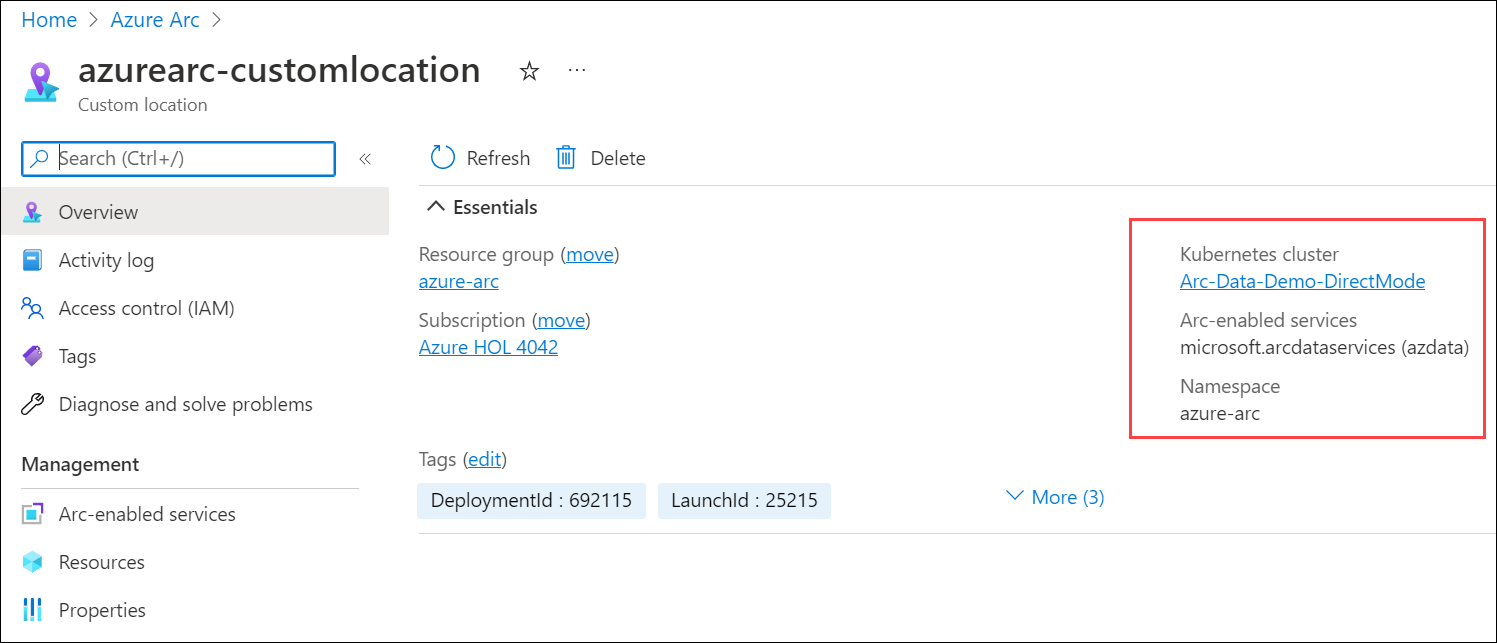 Home > Azure Arc >
azurearc-customlocation ☆ ...
Custom location
Search (Ctrl+/) «
Overview
Activity log
Access control (IAM)
Tags
Diagnose and solve problems
Management
Arc-enabled services
Resources
Properties
Refresh Delete
Essentials
Resource group (move)
azure-arc
Subscription (move)
Azure HOL 4042
Kubernetes cluster
Arc-Data-Demo-DirectMode
Arc-enabled services
microsoft.arcdataservices (azdata)
Namespace
azure-arc
Tags (edit)
DeploymentId : 692115 LaunchId : 25215 More (3)